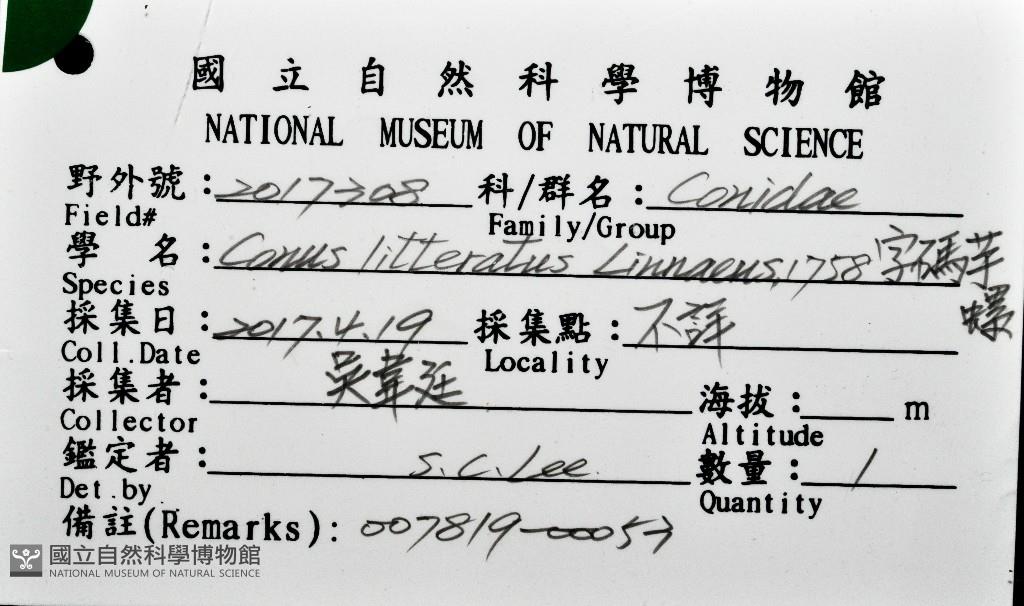 國立自然科學博物館
NATIONAL MUSEUM OF NATURAL SCIENCE
野外號：2017308 科/群名：Conidae
Field# Family/Group
學 名：Conus litteratus Linnaeus, 1758 字碼芋螺
Species
採集日：2017.4.19 採集點：不詳
Coll.Date Locality
採集者：吳韋廷 海拔：m
Collector Altitude
鑑定者：S.C.Lee 數量：1
Det.by Quantity
備註(Remarks): 007819-00057
國立自然科學博物館
NATIONAL MUSEUM OF NATURAL SCIENCE